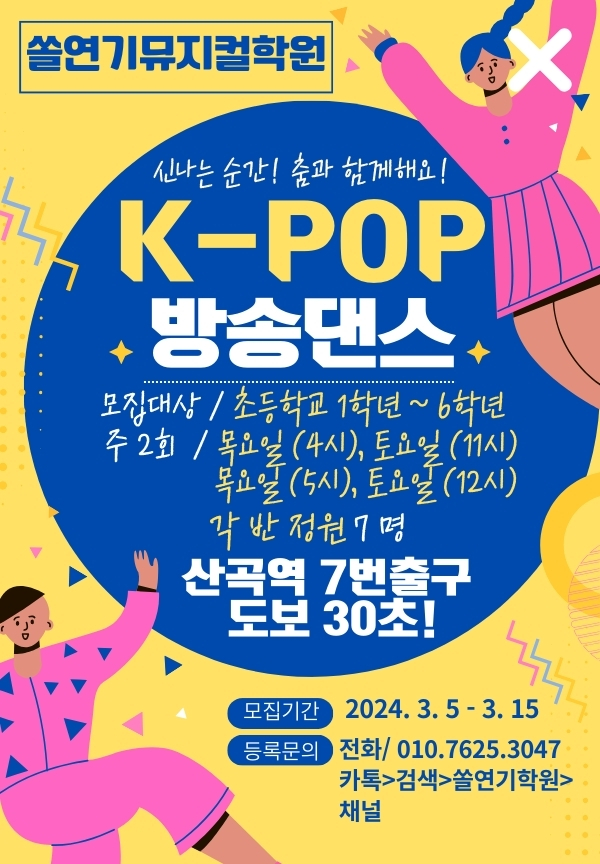 쏠연기뮤지컬학원
신나는 순간! 춤과 함께해요!
K-POP
방송댄스
모집대상 / 초등학교 1학년 ~ 6학년
주 2회 / 목요일 (4시), 토요일 (11시)
목요일 (5시), 토요일 (12시)
각 반 정원 7 명
산곡역 7번출구
도보 30초!
모집기간 2024. 3. 5 - 3. 15
등록문의 전화/ 010.7625.3047
카톡>검색>쏠연기학원>
채널